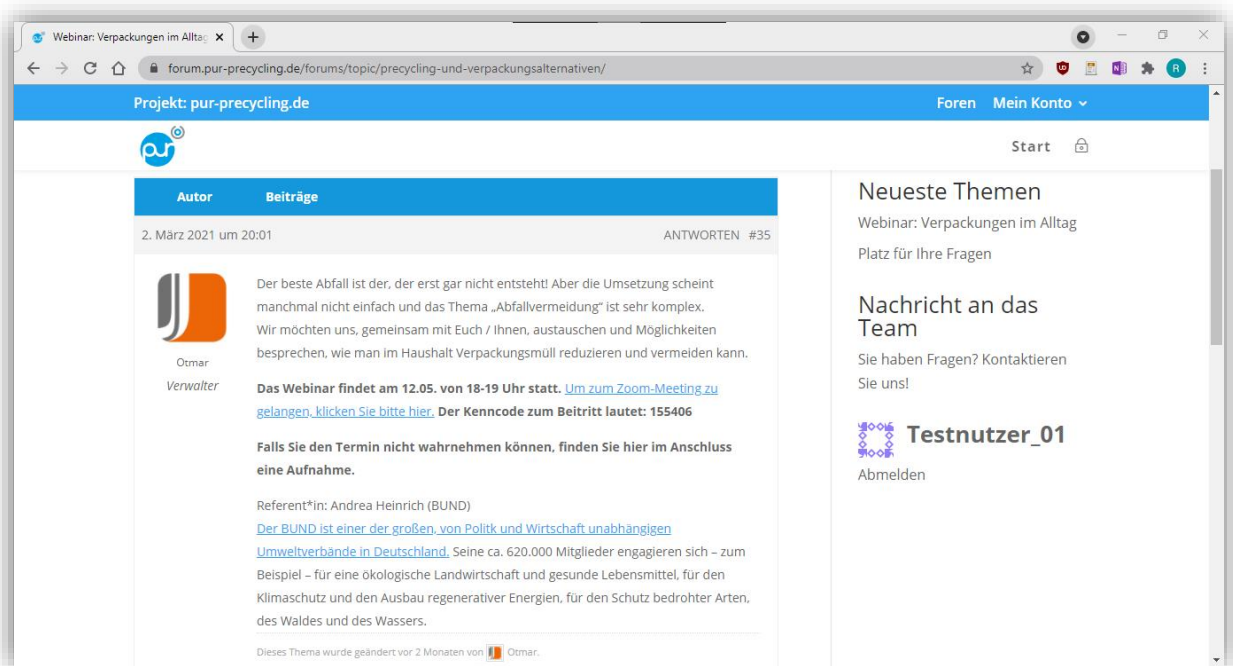 Webinar: Verpackungen im Alltag
forum.pur-precycling.de/forums/topic/precycling-und-verpackungsalternativen/
R
Projekt: pur-precycling.de
Foren
Mein Konto
pur
Start
Autor
Beiträge
2. März 2021 um 20:01
ANTWORTEN #35
Otmar
Verwalter
Der beste Abfall ist der, der erst gar nicht entsteht! Aber die Umsetzung scheint
manchmal nicht einfach und das Thema „Abfallvermeidung" ist sehr komplex.
Wir möchten uns, gemeinsam mit Euch / Ihnen, austauschen und Möglichkeiten
besprechen, wie man im Haushalt Verpackungsmüll reduzieren und vermeiden kann.
Das Webinar findet am 12.05. von 18-19 Uhr statt. Um zum Zoom-Meeting zu
gelangen, klicken Sie bitte hier. Der Kenncode zum Beitritt lautet: 155406
Falls Sie den Termin nicht wahrnehmen können, finden Sie hier im Anschluss
eine Aufnahme.
Referent*in: Andrea Heinrich (BUND)
Der BUND ist einer der großen, von Politk und Wirtschaft unabhängigen
Umweltverbände in Deutschland. Seine ca. 620.000 Mitglieder engagieren sich – zum
Beispiel – für eine ökologische Landwirtschaft und gesunde Lebensmittel, für den
Klimaschutz und den Ausbau regenerativer Energien, für den Schutz bedrohter Arten,
des Waldes und des Wassers.
Dieses Thema wurde geändert vor 2 Monaten von Otmar.
Neueste Themen
Webinar: Verpackungen im Alltag
Platz für Ihre Fragen
Nachricht an das
Team
Sie haben Fragen? Kontaktieren
Sie uns!
Testnutzer_01
Abmelden